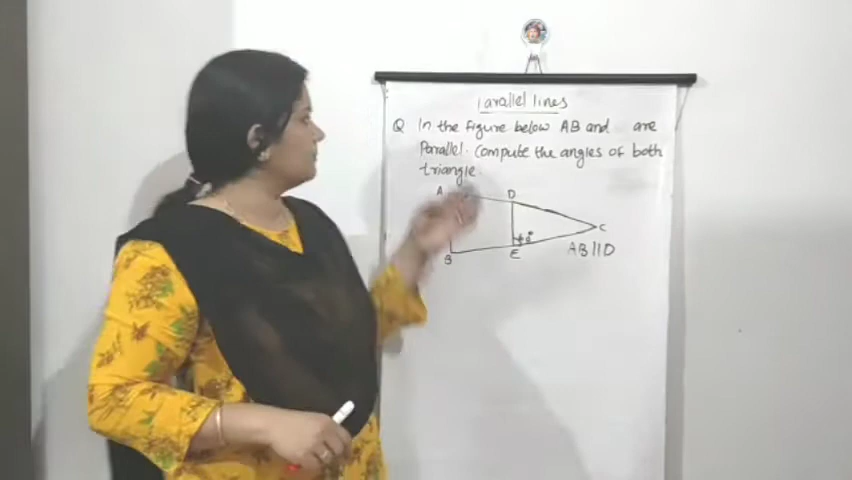 Parallel lines
Q In the figure below AB and are
Parallel. Compute the angles of both
triangle.
A D
C
B E
AB||D